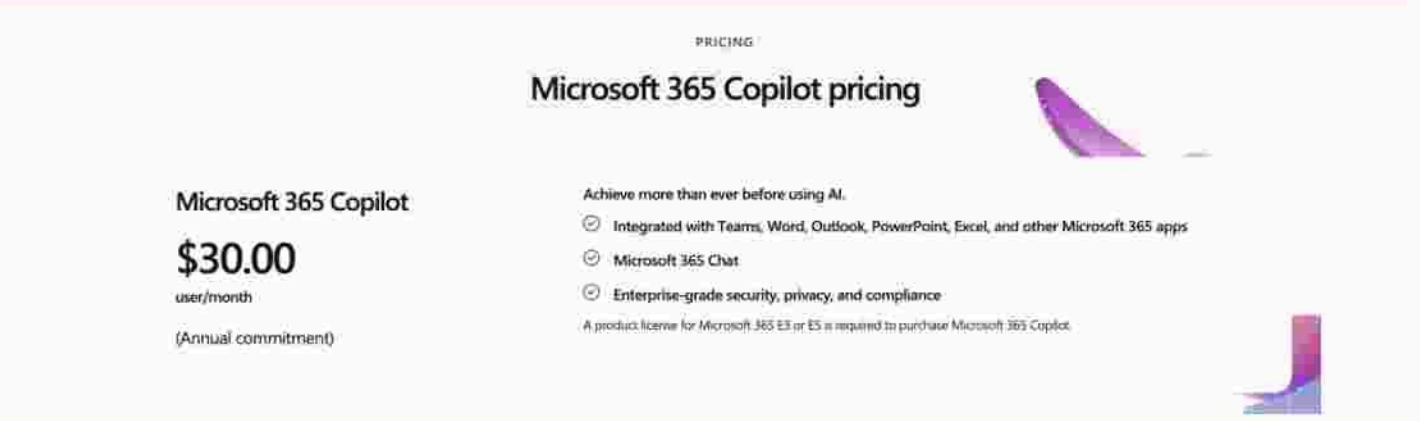 PRICING
Microsoft 365 Copilot pricing
Microsoft 365 Copilot
$30.00
user/month
(Annual commitment)
Achieve more than ever before using AI.
Integrated with Teams, Word, Outlook, PowerPoint, Excel, and other Microsoft 365 apps
Microsoft 365 Chat
Enterprise-grade security, privacy, and compliance
A product license for Microsoft 365 E3 or E5 is required to purchase Microsoft 365 Copilot.